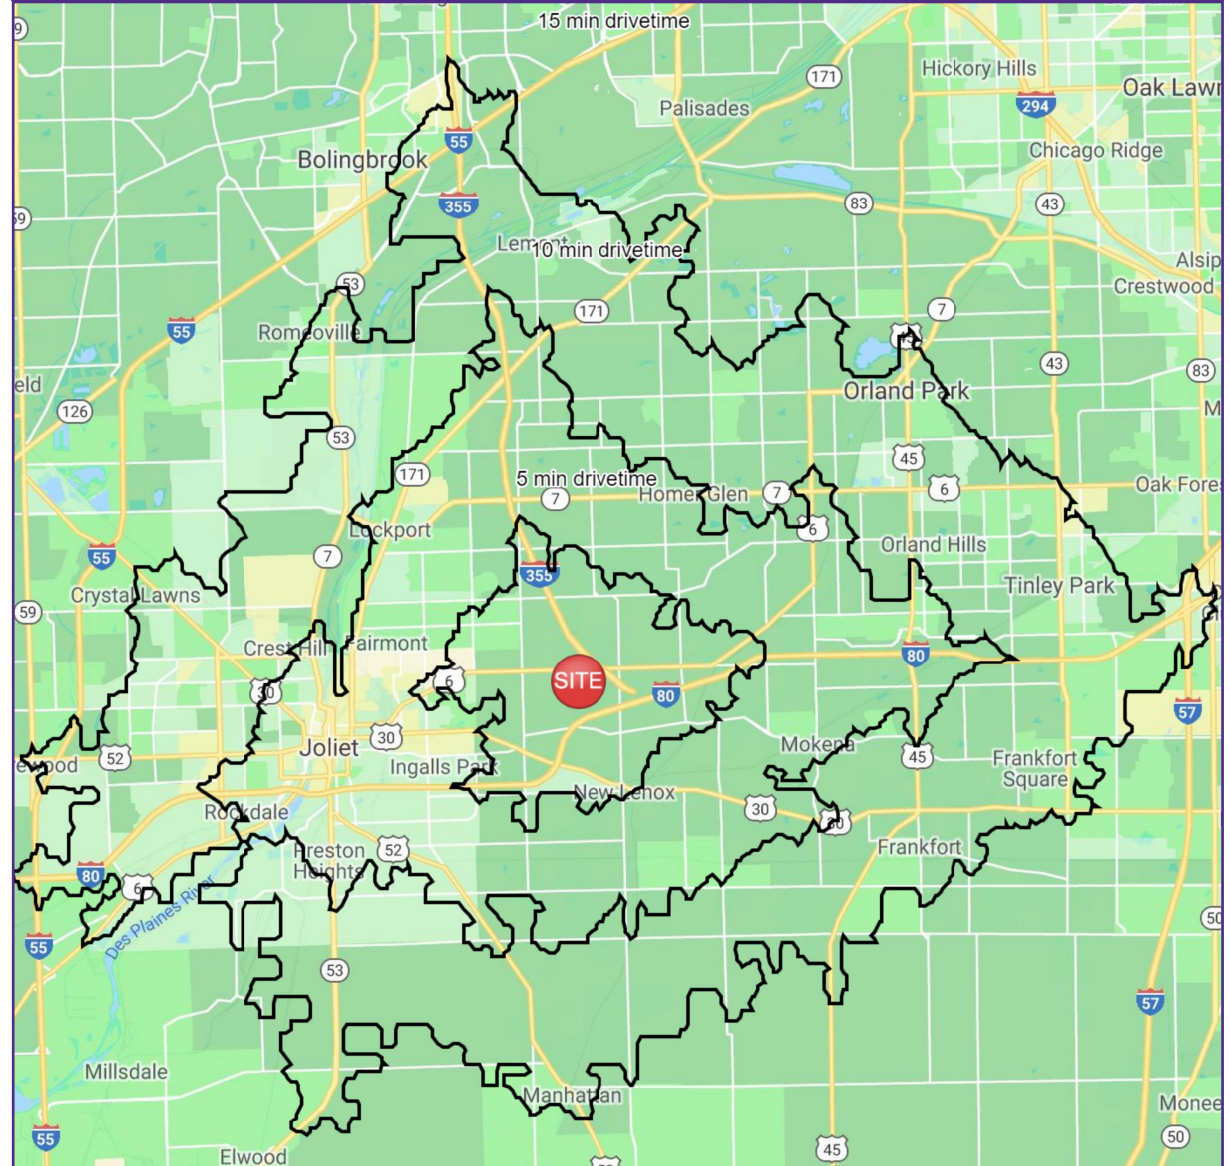 15 min drivetime
9
171
Hickory Hills
Palisades
294
Oak Lawn
55
Bolingbrook
Chicago Ridge
355
83
43
59
Lemont
10 min drivetime
Alsip
53
Crestwood
171
7
55
Romeoville
45
43
83
eld
126
Orland Park
M
53
45
171
5 min drivetime
7
Homer Glen
7
6
Oak Fores
Lockport
6
55
7
Orland Hills
355
Tinley Park
Crystal Lawns
59
Crest Hill
Fairmont
80
6
SITE
30
80
57
30
Joliet
52
Mokena
45
ewood
Ingalls Park
Frankfort
Square
New Lenox
Rockdale
30
30
Preston
Heights
52
Frankfort
80
6
Des Plaines River
50
55
53
57
Millsdale
Manhattan
Monee
55
50
45
Elwood